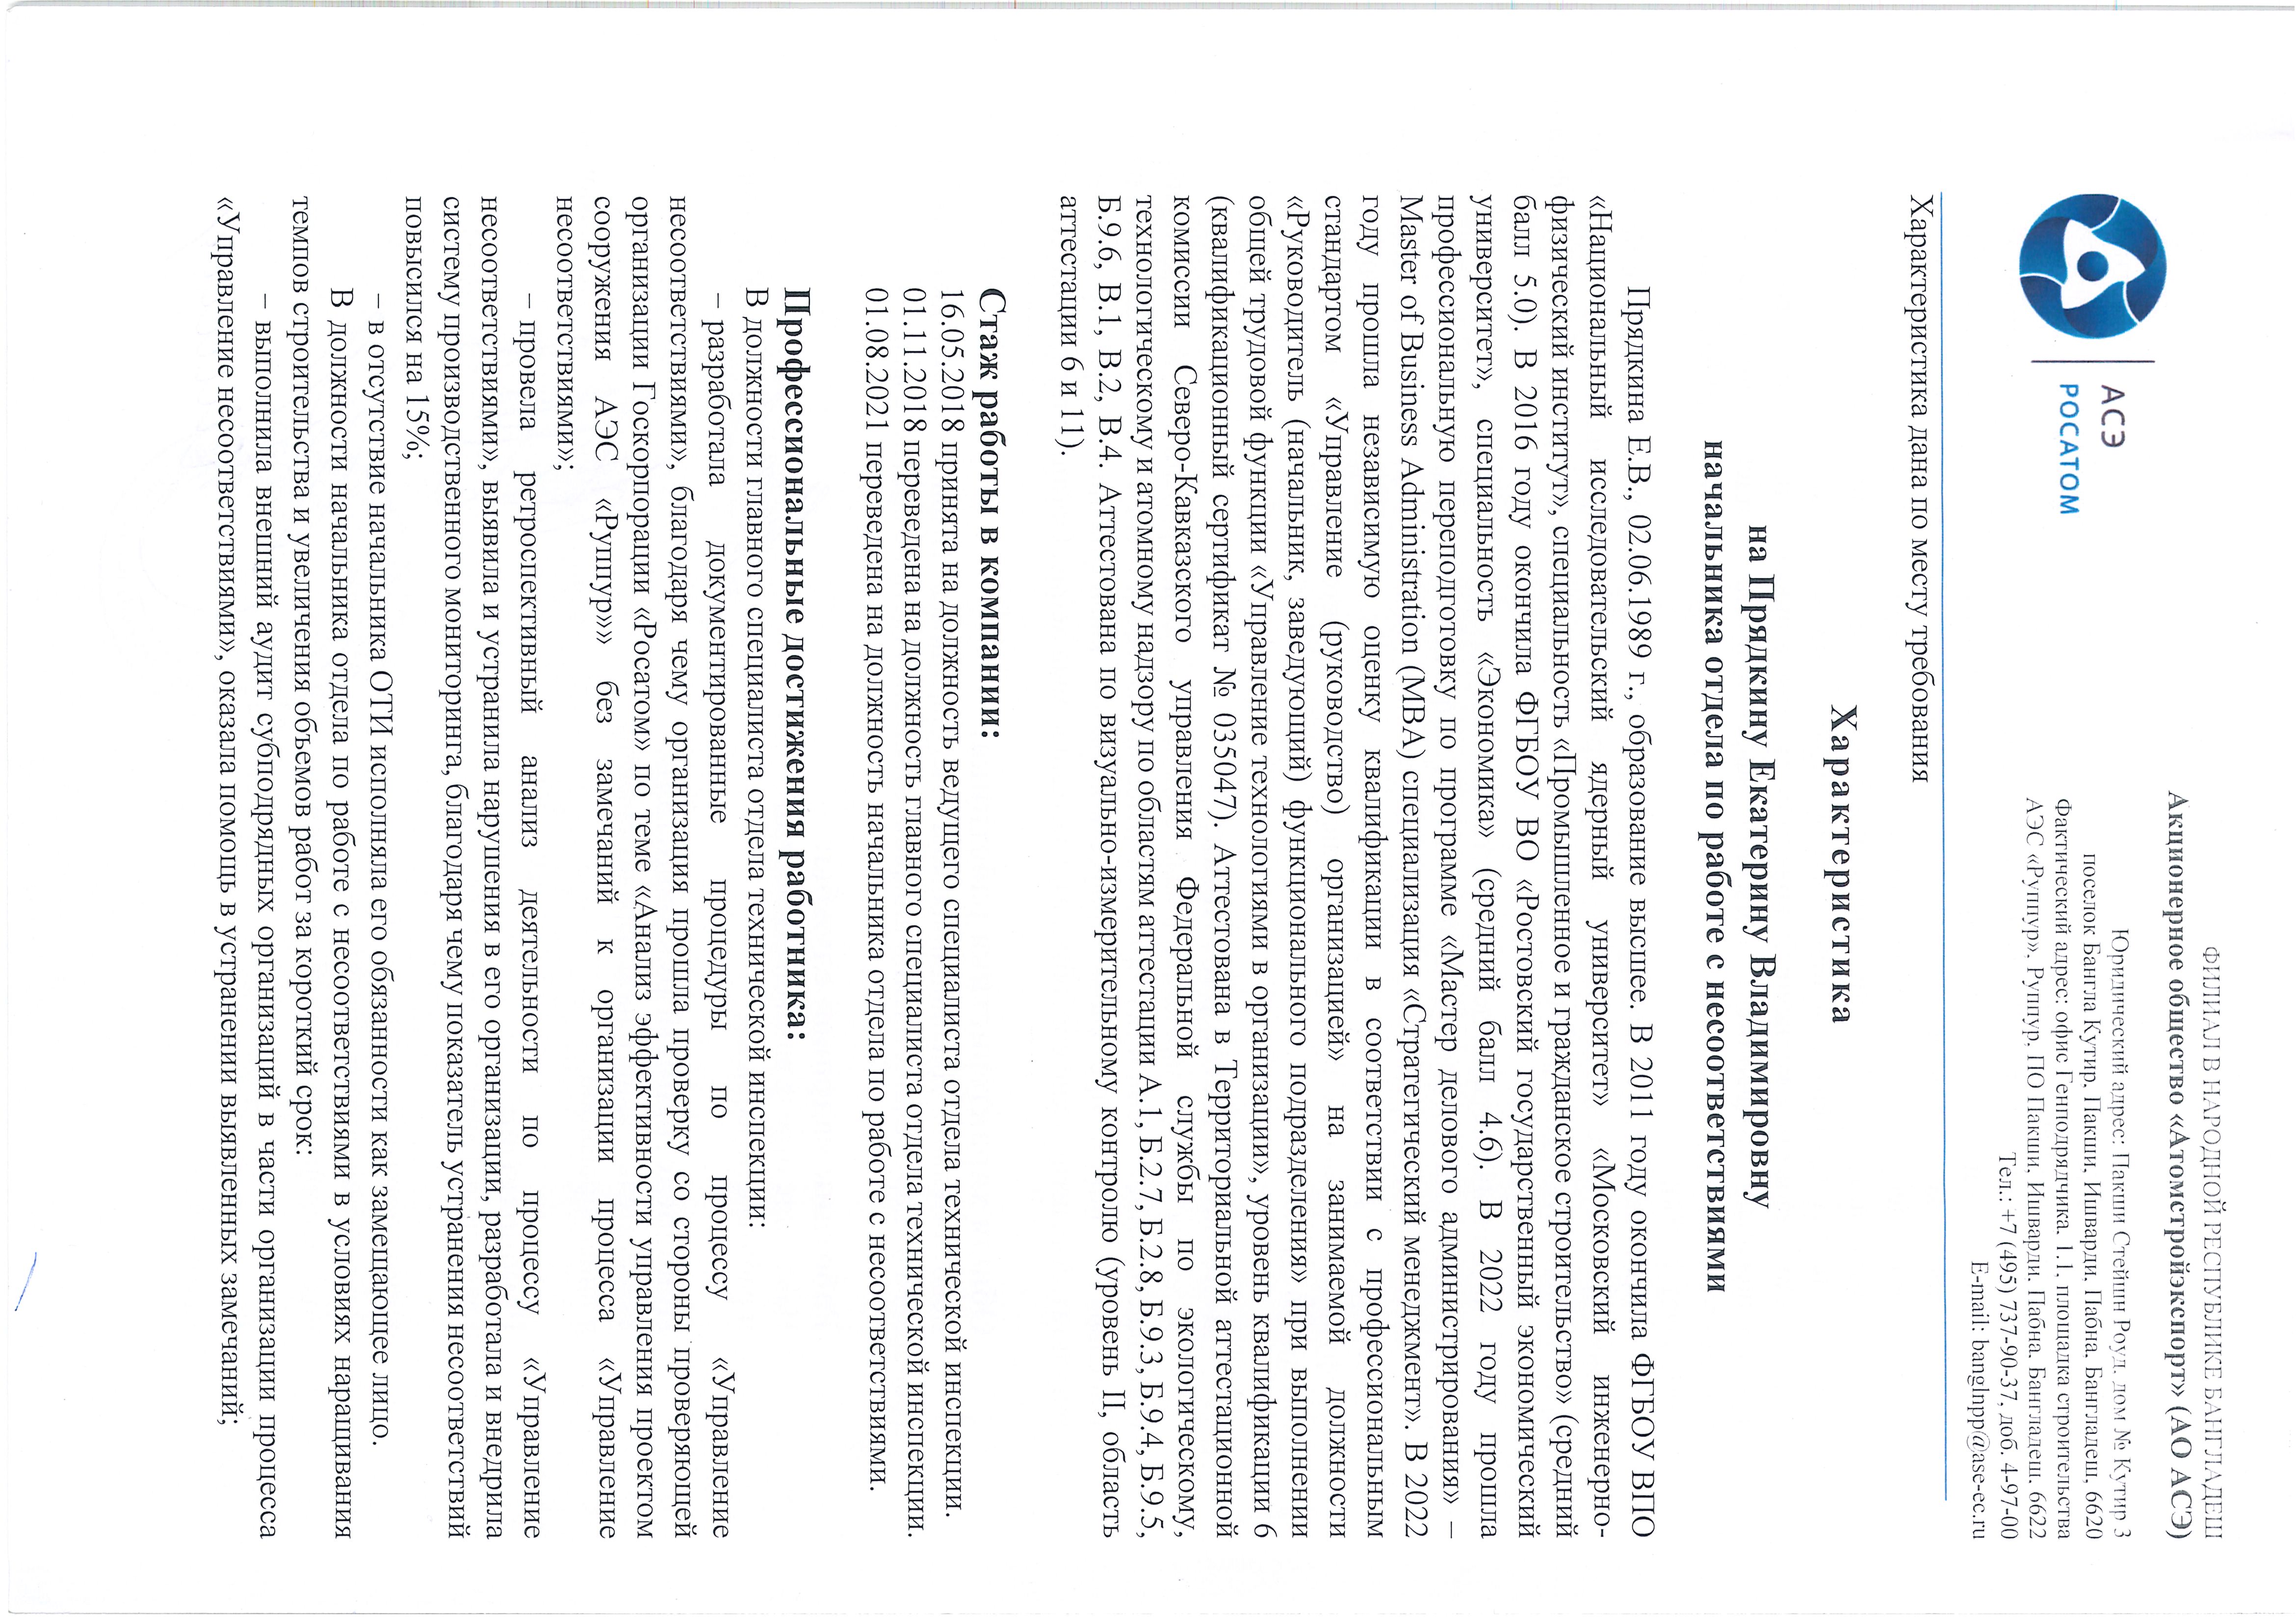 ФИЛИАЛ В НАРОДНОЙ РЕСПУБЛИКЕ БАНГЛАДЕШ
Акционерное общество «Атомстройэкспорт» (АО АСЭ)
АСЭ
РОСАТОМ
Юридический адрес: Пакши Стейшн Роуд, дом № Кутир 3
поселок Бангла Кутир, Пакши, Ишварди, Пабна, Бангладеш, 6620
Фактический адрес: офис Генподрядчика, 1.1, площадка строительства
АЭС «Руппур», Руппур, ПО Пакши, Ишварди, Пабна, Бангладеш, 6622
Тел.: +7 (495) 737-90-37, доб. 4-97-00
E-mail: banglnpp@ase-ec.ru
Характеристика дана по месту требования
Характеристика
на Прядкину Екатерину Владимировну
начальника отдела по работе с несоответствиями
Прядкина Е.В., 02.06.1989 г., образование высшее. В 2011 году окончила ФГБОУ ВПО
«Национальный исследовательский ядерный университет» «Московский инженерно-
физический институт», специальность «Промышленное и гражданское строительство» (средний
балл 5.0). В 2016 году окончила ФГБОУ ВО «Ростовский государственный экономический
университет», специальность «Экономика» (средний балл 4.6). В 2022 году прошла
профессиональную переподготовку по программе «Мастер делового администрирования» –
Master of Business Administration (MBA) специализация «Стратегический менеджмент». В 2022
году прошла независимую оценку квалификации в соответствии с профессиональным
стандартом «Управление (руководство) организацией» на занимаемой должности
«Руководитель (начальник, заведующий) функционального подразделения» при выполнении
общей трудовой функции «Управление технологиями в организации», уровень квалификации 6
(квалификационный сертификат № 035047). Аттестована в Территориальной аттестационной
комиссии Северо-Кавказского управления Федеральной службы по экологическому,
технологическому и атомному надзору по областям аттестации А.1, Б.2.7, Б.2.8, Б.9.3, Б.9.4, Б.9.5,
Б.9.6, В.1, В.2, В.4. Аттестована по визуально-измерительному контролю (уровень II, область
аттестации 6 и 11).
Стаж работы в компании:
16.05.2018 принята на должность ведущего специалиста отдела технической инспекции.
01.11.2018 переведена на должность главного специалиста отдела технической инспекции.
01.08.2021 переведена на должность начальника отдела по работе с несоответствиями.
Профессиональные достижения работника:
В должности главного специалиста отдела технической инспекции:
– разработала документированные процедуры по процессу «Управление
несоответствиями», благодаря чему организация прошла проверку со стороны проверяющей
организации Госкорпорации «Росатом» по теме «Анализ эффективности управления проектом
сооружения АЭС «Руппур»» без замечаний к организации процесса «Управление
несоответствиями»;
– провела ретроспективный анализ деятельности по процессу «Управление
несоответствиями», выявила и устранила нарушения в его организации, разработала и внедрила
систему производственного мониторинга, благодаря чему показатель устранения несоответствий
повысился на 15%;
– в отсутствие начальника ОТИ исполняла его обязанности как замещающее лицо.
В должности начальника отдела по работе с несоответствиями в условиях наращивания
темпов строительства и увеличения объемов работ за короткий срок:
– выполнила внешний аудит субподрядных организаций в части организации процесса
«Управление несоответствиями», оказала помощь в устранении выявленных замечаний;